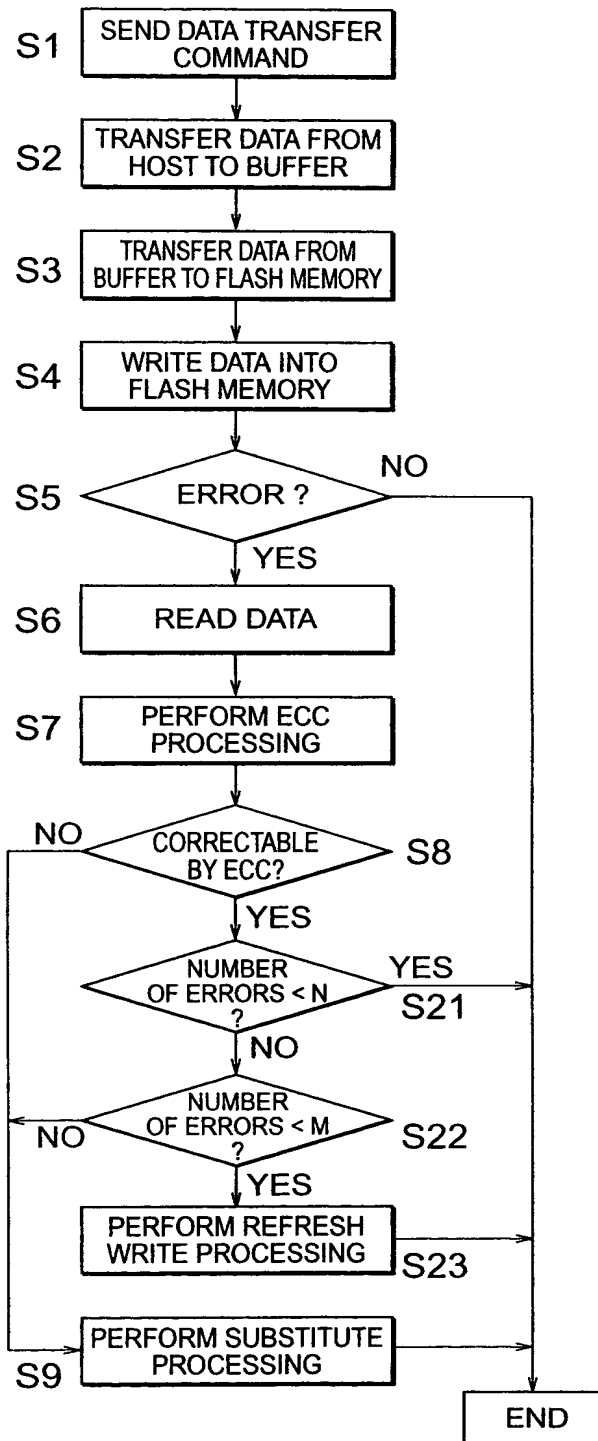 S1
SEND DATA TRANSFER
COMMAND
S2
TRANSFER DATA FROM
HOST TO BUFFER
S3
TRANSFER DATA FROM
BUFFER TO FLASH MEMORY
S4
WRITE DATA INTO
FLASH MEMORY
S5
ERROR ?
NO
YES
S6
READ DATA
S7
PERFORM ECC
PROCESSING
NO
CORRECTABLE
BY ECC?
S8
YES
NUMBER
OF ERRORS < N
?
YES
S21
NO
NUMBER
OF ERRORS < M
?
NO
S22
YES
PERFORM REFRESH
WRITE PROCESSING
S23
S9
PERFORM SUBSTITUTE
PROCESSING
END